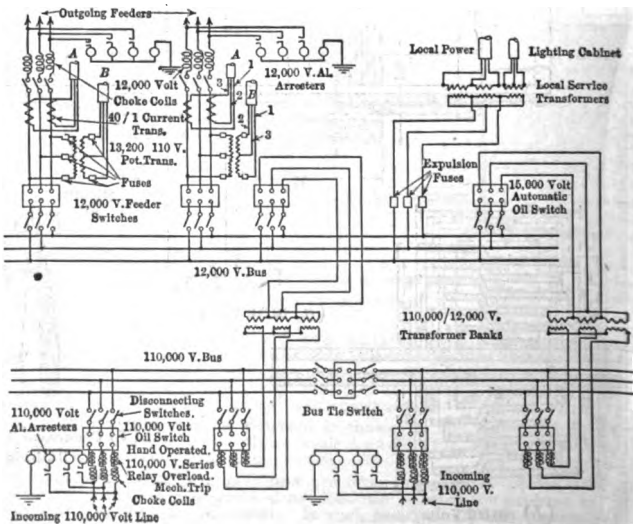 Outgoing Feeders
A
B
12,000 Volt
Choke Coils
40/1 Current
Trans.
13,200 110 V.
Pot.Trans.
Fuses
12,000 V.Feeder
Switches
A
1
3
12
12
1
3
12,000 V. Al.
Arresters
Local Power
Lighting Cabinet
Local Service
Transformers
Expulsion
Fuses
15,000 Volt
Automatic
Oil Switch
12,000 V.Bus
110,000/12,000 V.
Transformer Banks
110,000 V.Bus
Bus Tie Switch
Disconnecting
Switches.
110,000 Volt
Al. Arresters
110,000 Volt
Oil Switch
Hand Operated.
110,000 V.Series
Relay Overload.
Mech.Trip
Choke Coils
Incoming 110,000 Volt Line
Incoming
110,000 V.
Line